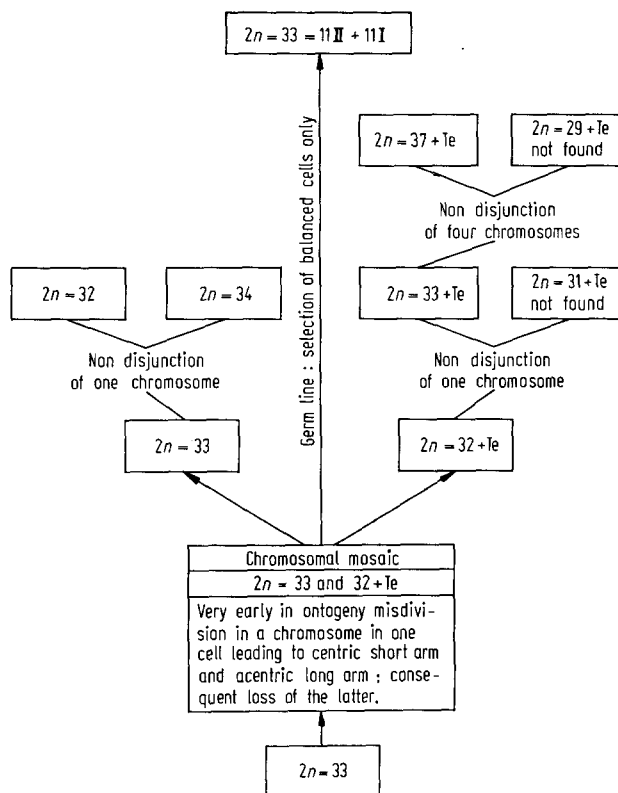 2n = 33 = 11II + 11I
Germ line : selection of balanced cells only
2n = 37 + Te
2n = 29 + Te
not found
Non disjunction
of four chromosomes
2n = 32
2n = 34
2n = 33 + Te
2n = 31 + Te
not found
Non disjunction
of one chromosome
Non disjunction
of one chromosome
2n = 33
2n = 32 + Te
Chromosomal mosaic
2n = 33 and 32 + Te
Very early in ontogeny misdivi-
sion in a chromosome in one
cell leading to centric short arm
and acentric long arm ; conse-
quent loss of the latter.
2n = 33